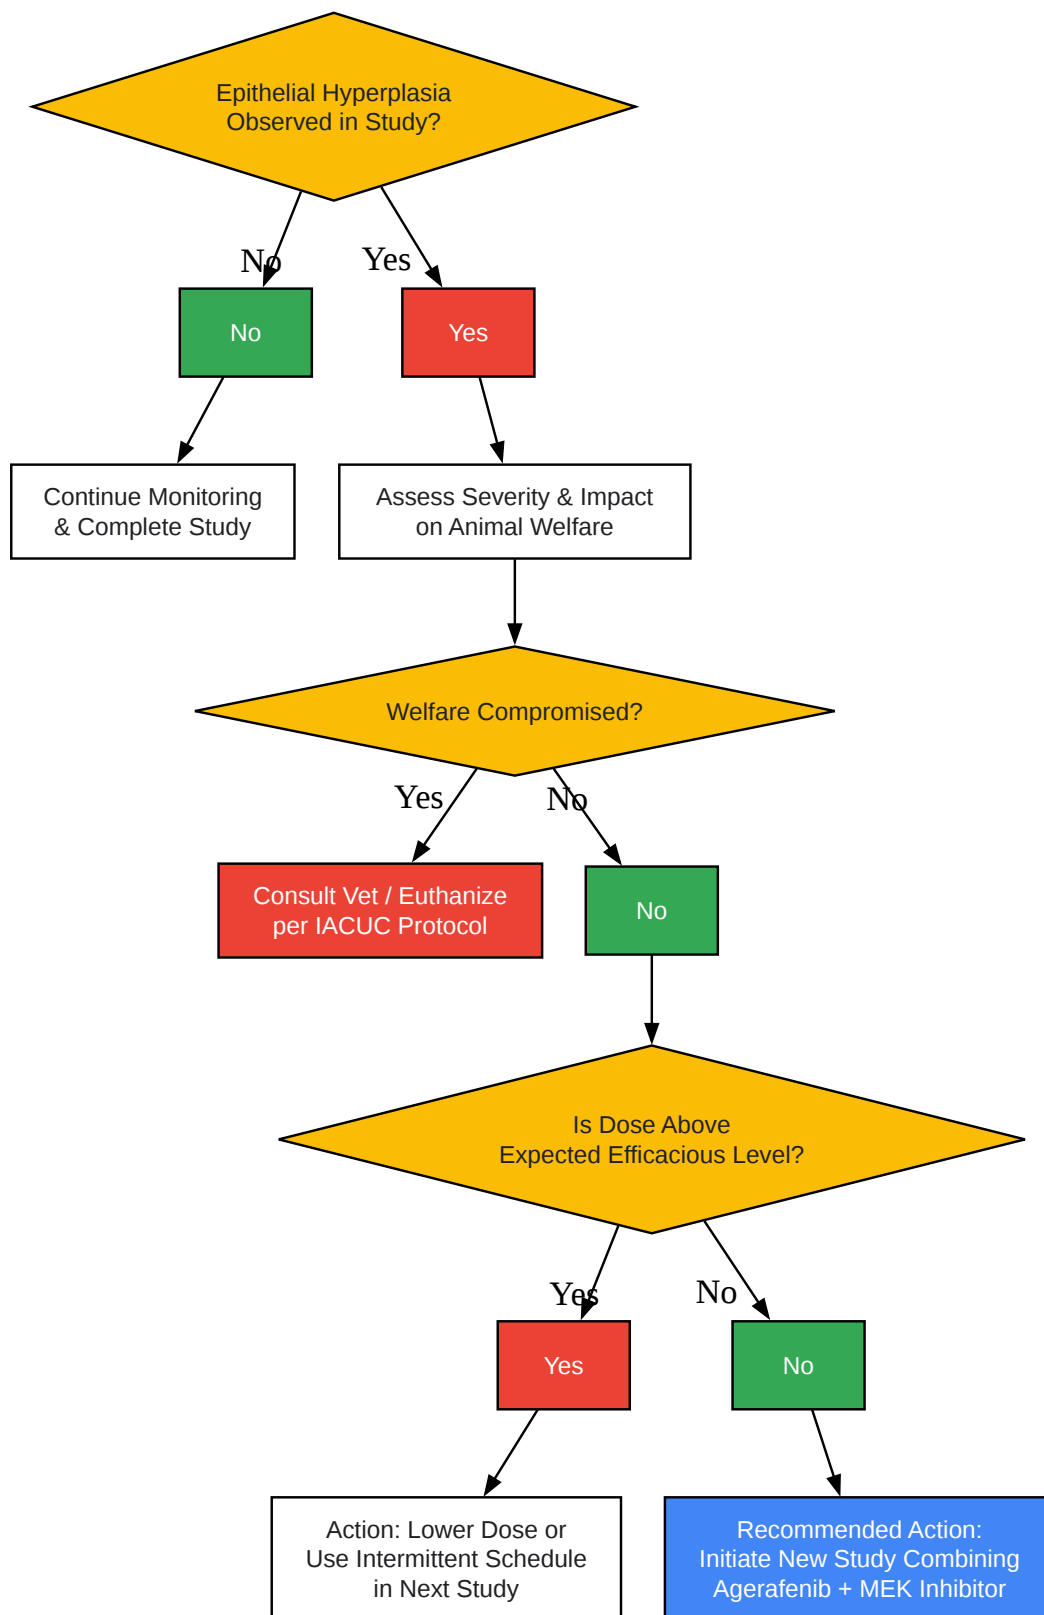 Epithelial Hyperplasia
Observed in Study?
No
Yes
No
Yes
Continue Monitoring
& Complete Study
Assess Severity & Impact
on Animal Welfare
Welfare Compromised?
Yes
No
Consult Vet / Euthanize
per IACUC Protocol
No
Is Dose Above
Expected Efficacious Level?
Yes
No
Yes
No
Action: Lower Dose or
Use Intermittent Schedule
in Next Study
Recommended Action:
Initiate New Study Combining
Agerafenib + MEK Inhibitor